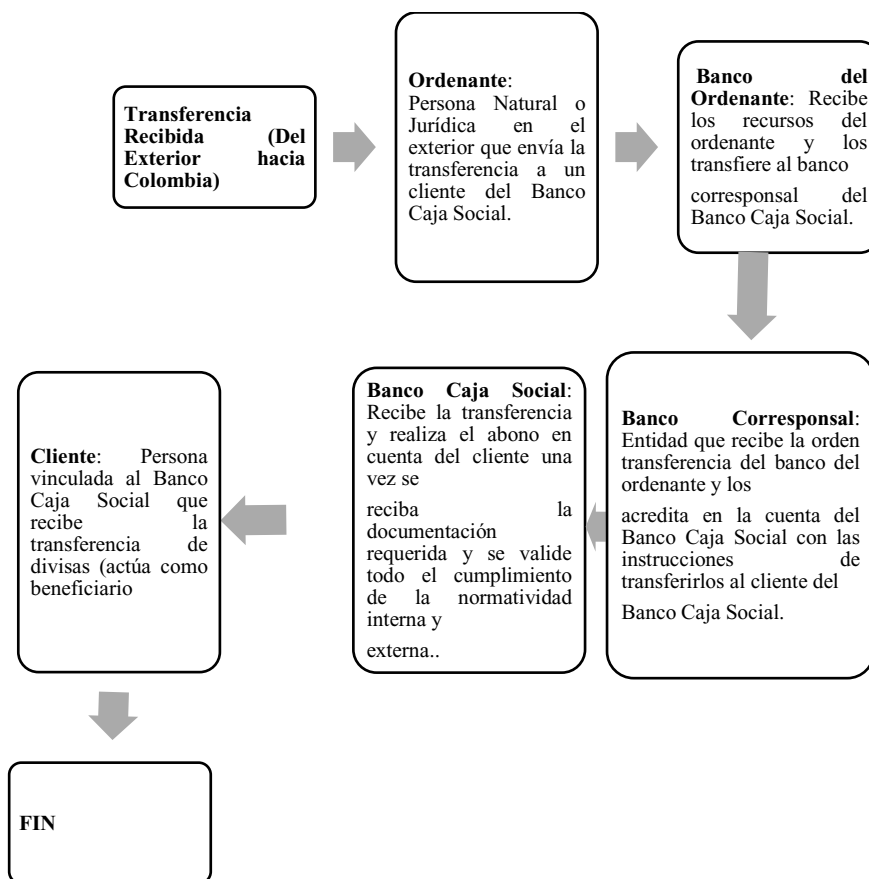 Transferencia
Recibida (Del
Exterior hacia
Colombia)
Ordenante:
Persona Natural o
Jurídica en el
exterior que envía la
transferencia a un
cliente del Banco
Caja Social.
Banco del
Ordenante: Recibe
los recursos del
ordenante y los
transfiere al banco
corresponsal del
Banco Caja Social.
Banco Corresponsal:
Entidad que recibe la orden
transferencia del banco del
ordenante y los
acredita en la cuenta del
Banco Caja Social con las
instrucciones de
transferirlos al cliente del
Banco Caja Social.
Banco Caja Social:
Recibe la transferencia
y realiza el abono en
cuenta del cliente una
vez se
reciba la
documentación
requerida y se valide
todo el cumplimiento
de la normatividad
interna y
externa..
Cliente: Persona
vinculada al Banco
Caja Social que
recibe la
transferencia de
divisas (actúa como
beneficiario
FIN